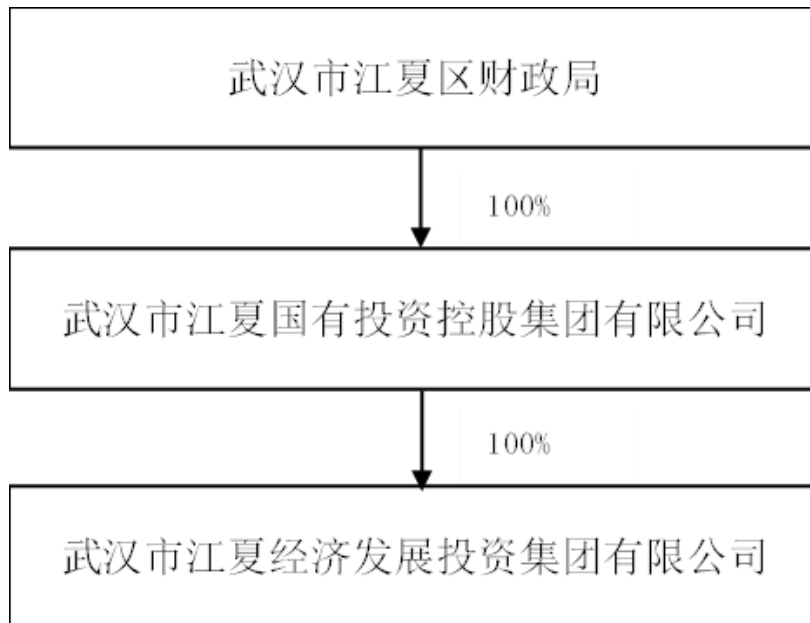 武汉市江夏区财政局
100%
武汉市江夏国有投资控股集团有限公司
100%
武汉市江夏经济发展投资集团有限公司